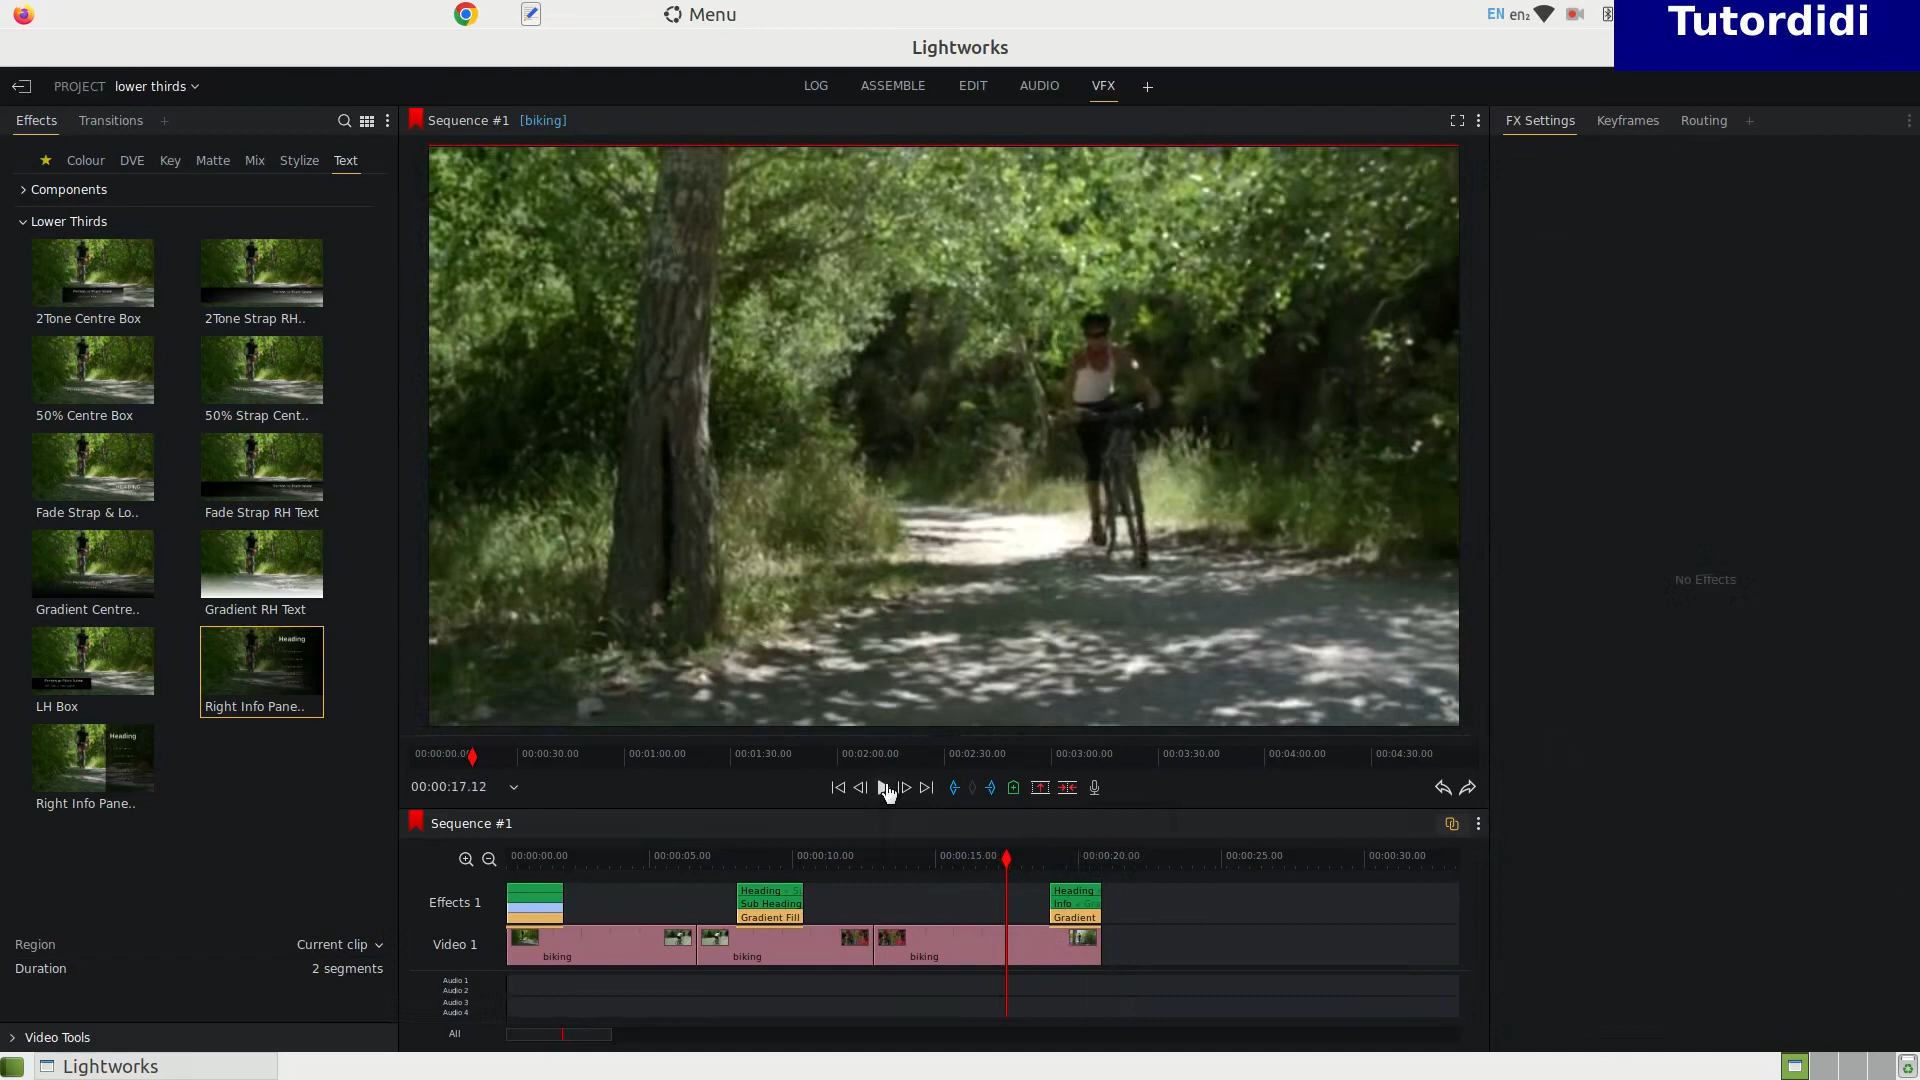 Menu
EN en₂
Tutordidi
Lightworks
PROJECT lower thirds
LOG ASSEMBLE EDIT AUDIO VFX +
Effects Transitions +
Sequence #1 [biking]
FX Settings Keyframes Routing +
Colour DVE Key Matte Mix Stylize Text
Components
Lower Thirds
2Tone Centre Box 2Tone Strap RH..
50% Centre Box 50% Strap Cent..
Fade Strap & Lo.. Fade Strap RH Text
Gradient Centre.. Gradient RH Text
Heading
LH Box Right Info Pane..
Heading
Right Info Pane..
No Effects
00:00:30.00 00:01:00.00 00:01:30.00 00:02:00.00 00:02:30.00 00:03:00.00 00:03:30.00 00:04:00.00 00:04:30.00
00:00:17.12
Sequence #1
00:00:00.00 00:00:05.00 00:00:10.00 00:00:15.00 00:00:20.00 00:00:25.00 00:00:30.00
Effects 1
Heading
Sub Heading
Gradient Fill
Heading
Info
Gradient
Video 1
biking biking biking
Audio 1
Audio 2
Audio 3
Audio 4
All
Region Current clip
Duration 2 segments
Video Tools
Lightworks